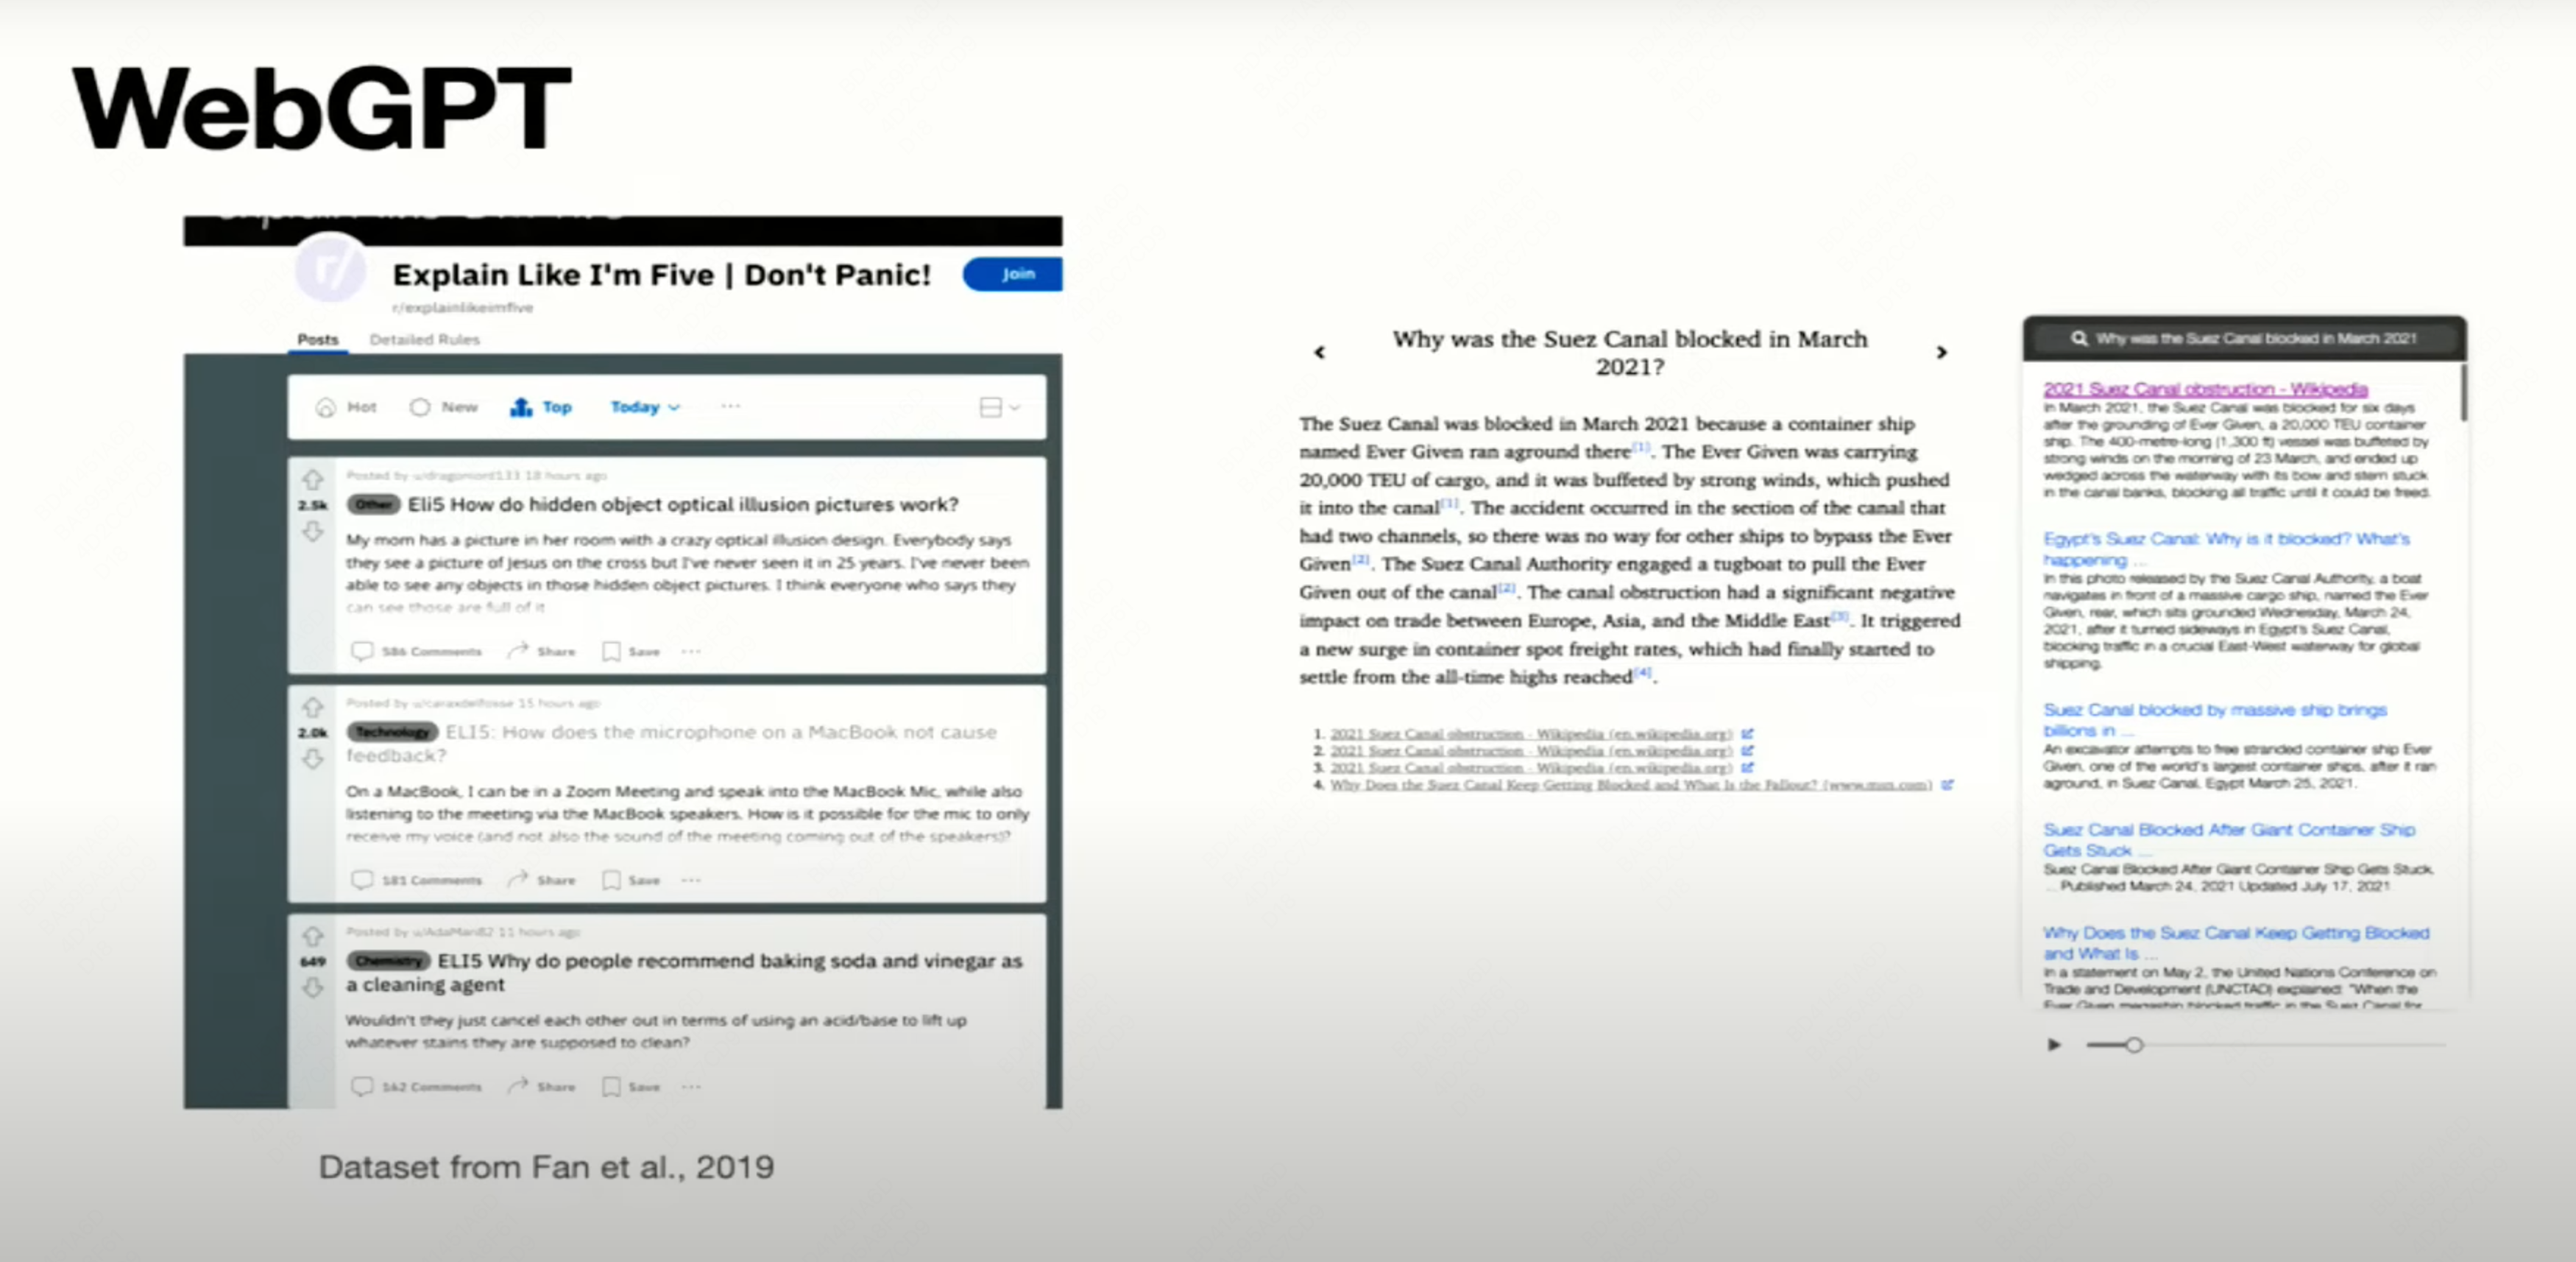 WebGPT
Explain Like I'm Five | Don't Panic!
Join
r/explainlikeimfive
Posts Detailed Rules
Hot New Top Today
Posted by 18 hours ago
2.5k
Other Eli5 How do hidden object optical illusion pictures work?
My mom has a picture in her room with a crazy optical illusion design. Everybody says
they see a picture of Jesus on the cross but I've never seen it in 25 years. I've never been
able to see any objects in those hidden object pictures. I think everyone who says they
can see those are full of it
586 Comments Share Save
Posted by 15 hours ago
2.0k
Technology ELI5: How does the microphone on a MacBook not cause
feedback?
On a MacBook, I can be in a Zoom Meeting and speak into the MacBook Mic, while also
listening to the meeting via the MacBook speakers. How is it possible for the mic to only
receive my voice (and not also the sound of the meeting coming out of the speakers)?
181 Comments Share Save
Posted by u/AdaMan82 11 hours ago
649
Chemistry ELI5 Why do people recommend baking soda and vinegar as
a cleaning agent
Wouldn't they just cancel each other out in terms of using an acid/base to lift up
whatever stains they are supposed to clean?
162 Comments Share Save
Dataset from Fan et al., 2019
Why was the Suez Canal blocked in March
2021?
The Suez Canal was blocked in March 2021 because a container ship
named Ever Given ran aground there[1]. The Ever Given was carrying
20,000 TEU of cargo, and it was buffeted by strong winds, which pushed
it into the canal[1]. The accident occurred in the section of the canal that
had two channels, so there was no way for other ships to bypass the Ever
Given[2]. The Suez Canal Authority engaged a tugboat to pull the Ever
Given out of the canal[2]. The canal obstruction had a significant negative
impact on trade between Europe, Asia, and the Middle East[3]. It triggered
a new surge in container spot freight rates, which had finally started to
settle from the all-time highs reached[4].
1. 2021 Suez Canal obstruction - Wikipedia (en.wikipedia.org)
2. 2021 Suez Canal obstruction - Wikipedia (en.wikipedia.org)
3. 2021 Suez Canal obstruction - Wikipedia (en.wikipedia.org)
4. Why Does the Suez Canal Keep Getting Blocked and What Is the Fallout? (www.msn.com)
Why was the Suez Canal blocked in March 2021
2021 Suez Canal obstruction - Wikipedia
In March 2021, the Suez Canal was blocked for six days
after the grounding of Ever Given, a 20,000 TEU container
ship. The 400-metre-long (1,300 ft) vessel was buffeted by
strong winds on the morning of 23 March, and ended up
wedged across the waterway with its bow and stern stuck
in the canal banks, blocking all traffic until it could be freed.
Egypt's Suez Canal: Why is it blocked? What's
happening ...
In this photo released by the Suez Canal Authority, a boat
navigates in front of a massive cargo ship, named the Ever
Given, rear, which sits grounded Wednesday, March 24,
2021, after it turned sideways in Egypt's Suez Canal,
blocking traffic in a crucial East-West waterway for global
shipping.
Suez Canal blocked by massive ship brings
billions in ...
An excavator attempts to free stranded container ship Ever
Given, one of the world's largest container ships, after it ran
aground, in Suez Canal, Egypt March 25, 2021.
Suez Canal Blocked After Giant Container Ship
Gets Stuck ...
Suez Canal Blocked After Giant Container Ship Gets Stuck.
... Published March 24, 2021 Updated July 17, 2021
Why Does the Suez Canal Keep Getting Blocked
and What Is ...
In a statement on May 2, the United Nations Conference on
Trade and Development (UNCTAD) explained: "When the
Ever Given megaship blocked traffic in the Suez Canal for